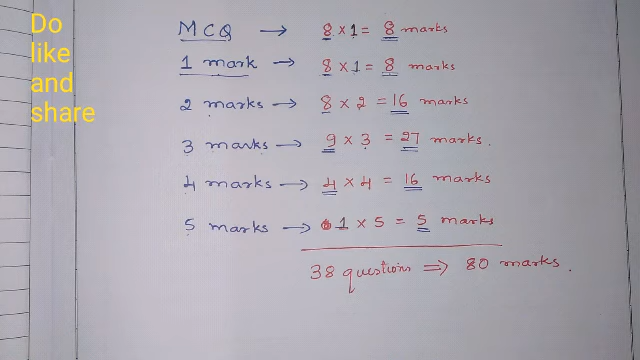 Do
like
and
share
MCQ → 8 × 1 = 8 marks
1 mark → 8 × 1 = 8 marks
2 marks → 8 × 2 = 16 marks
3 marks → 9 × 3 = 27 marks.
4 marks → 4 × 4 = 16 marks
5 marks → 1 × 5 = 5 marks
38 questions ⇒ 80 marks.